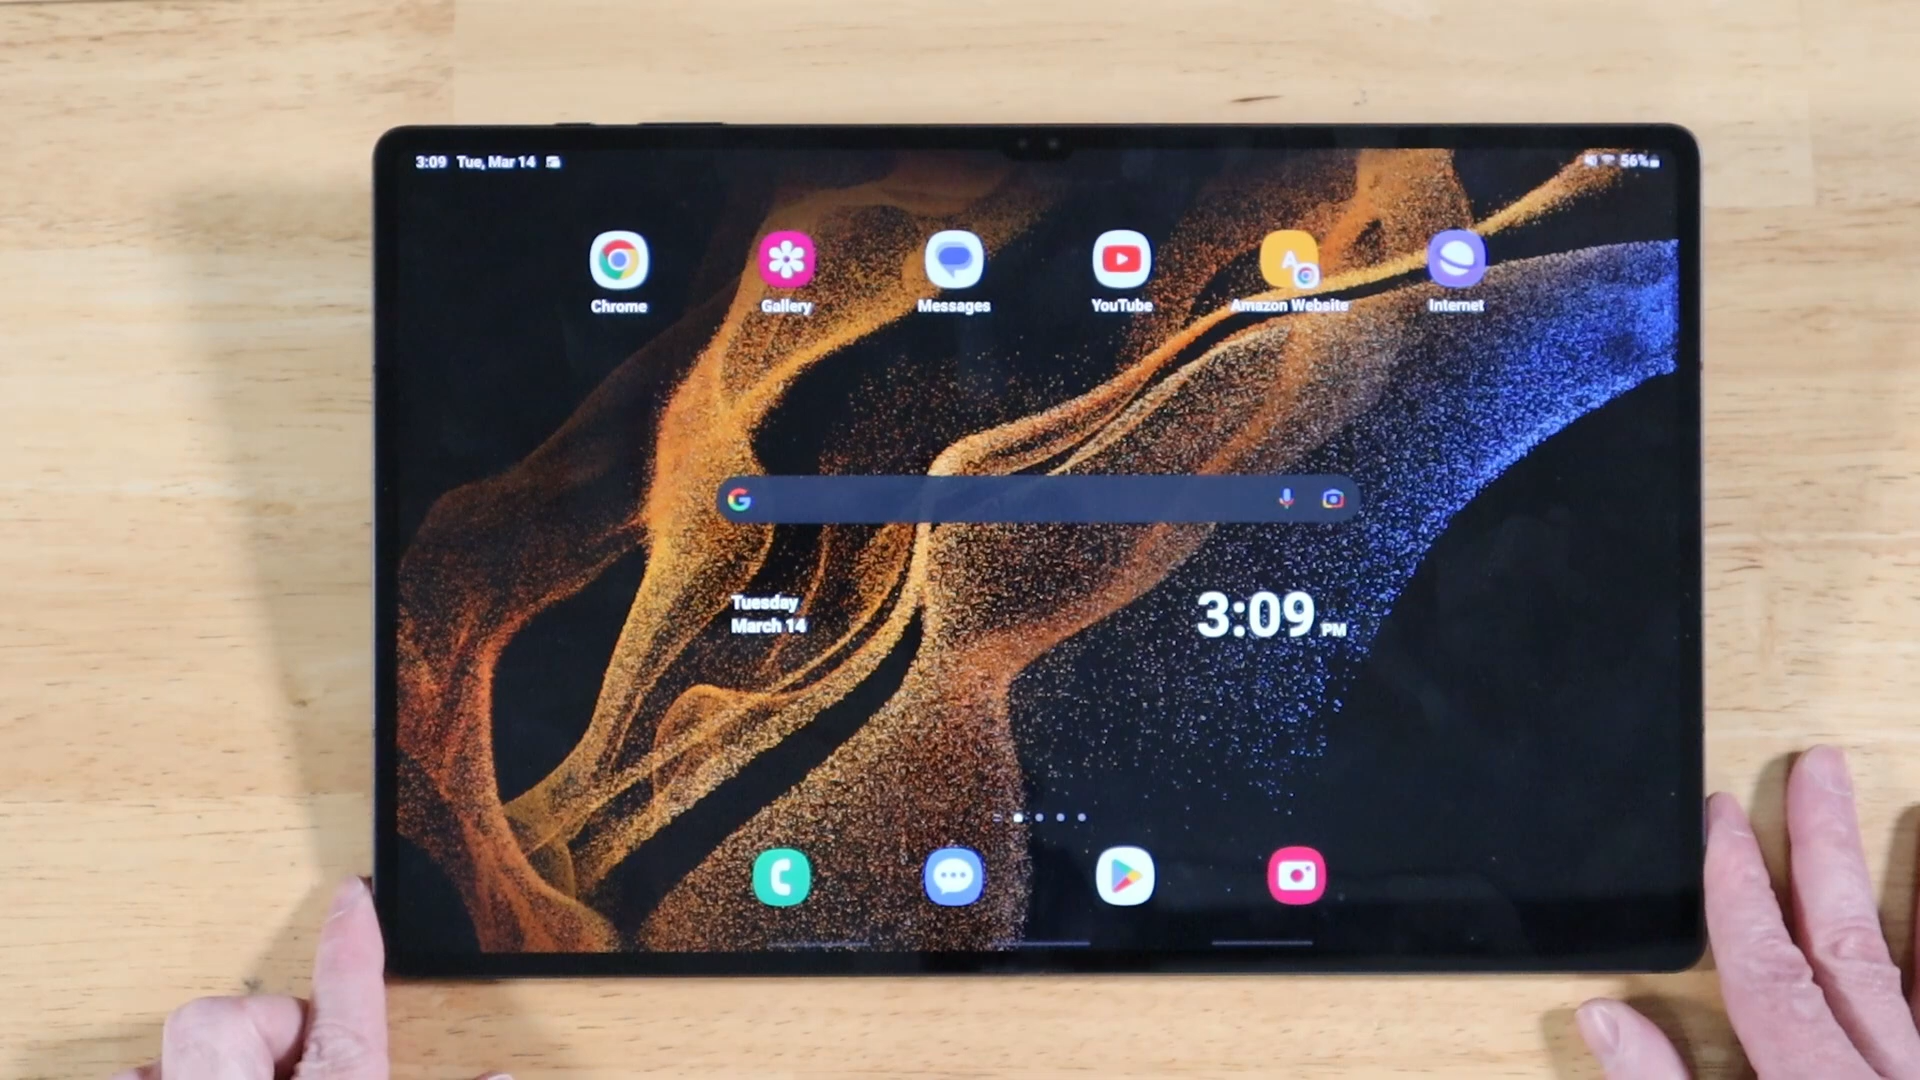 3:09 Tue, Mar 14
56%
Chrome
Gallery
Messages
YouTube
A
Amazon Website
Internet
G
Tuesday
March 14
3:09 PM